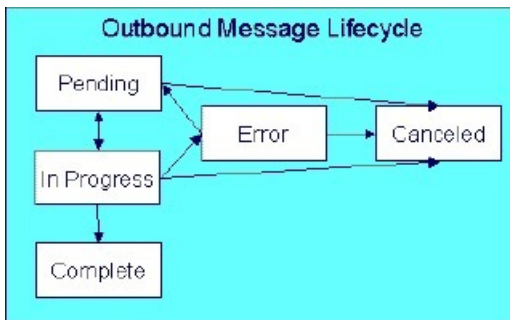 Outbound Message Lifecycle
Pending
Error
Canceled
In Progress
Complete